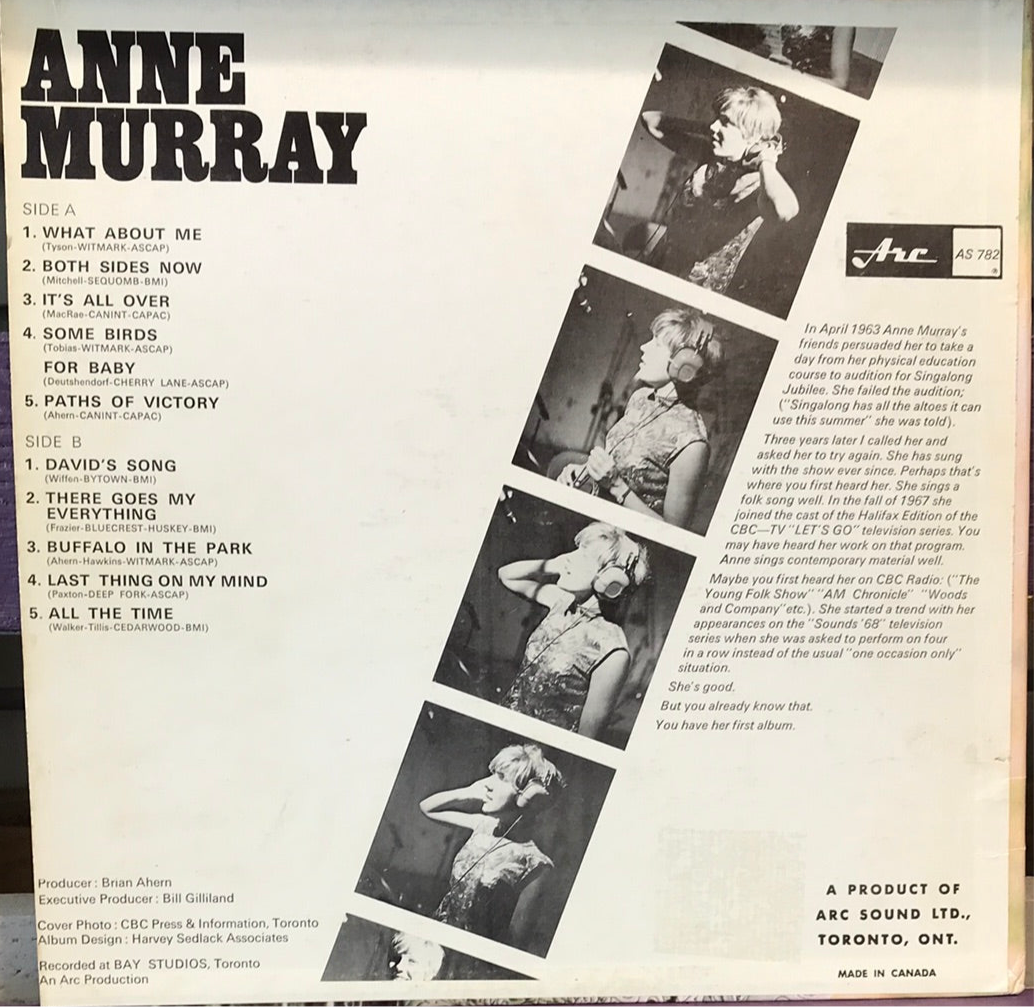 ANNE
MURRAY
SIDE A
1. WHAT ABOUT ME
(Tyson-WITMARK-ASCAP)
2. BOTH SIDES NOW
(Mitchell-SEQUOMB-BMI)
3. IT'S ALL OVER
(MacRae-CANINT-CAPAC)
4. SOME BIRDS
(Tobias-WITMARK-ASCAP)
FOR BABY
(Deutshendorf-CHERRY LANE-ASCAP)
5. PATHS OF VICTORY
(Ahern-CANINT-CAPAC)
SIDE B
1. DAVID'S SONG
(Wiffen-BYTOWN-BMI)
2. THERE GOES MY
EVERYTHING
(Frazier-BLUECREST-HUSKEY-BMI)
3. BUFFALO IN THE PARK
(Ahern-Hawkins-WITMARK-ASCAP)
4. LAST THING ON MY MIND
(Paxton-DEEP FORK-ASCAP)
5. ALL THE TIME
(Walker-Tillis-CEDARWOOD-BMI)
Producer : Brian Ahern
Executive Producer : Bill Gilliland
Cover Photo : CBC Press & Information, Toronto
Album Design : Harvey Sedlack Associates
Recorded at BAY STUDIOS, Toronto
An Arc Production
Arc AS 782
®
In April 1963 Anne Murray's
friends persuaded her to take a
day from her physical education
course to audition for Singalong
Jubilee. She failed the audition;
("Singalong has all the altoes it can
use this summer" she was told).
Three years later I called her and
asked her to try again. She has sung
with the show ever since. Perhaps that's
where you first heard her. She sings a
folk song well. In the fall of 1967 she
joined the cast of the Halifax Edition of the
CBC—TV "LET'S GO" television series. You
may have heard her work on that program.
Anne sings contemporary material well.
Maybe you first heard her on CBC Radio: ("The
Young Folk Show" "AM Chronicle" "Woods
and Company" etc.). She started a trend with her
appearances on the "Sounds '68" television
series when she was asked to perform on four
in a row instead of the usual "one occasion only"
situation.
She's good.
But you already know that.
You have her first album.
A PRODUCT OF
ARC SOUND LTD.,
TORONTO, ONT.
MADE IN CANADA